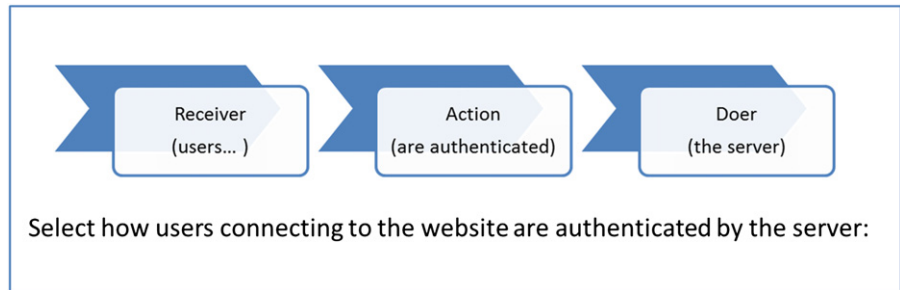 Receiver
(users... )
Action
(are authenticated)
Doer
(the server)
Select how users connecting to the website are authenticated by the server: